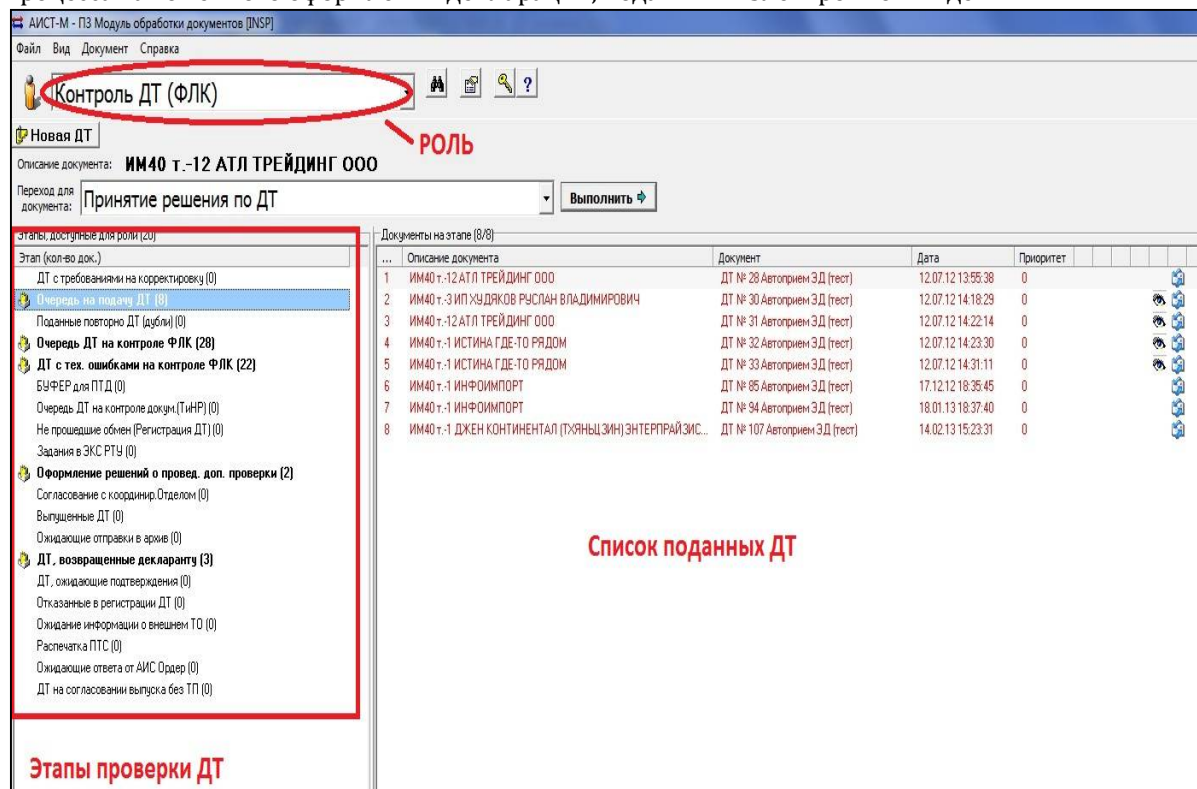 АИСТ-М - ПЗ Модуль обработки документов [INSP]
Файл Вид Документ Справка
Контроль ДТ (ФЛК)
РОЛЬ
Новая ДТ
Описание документа: ИМ40 т.-12 АТЛ ТРЕЙДИНГ ООО
Переход для документа: Принятие решения по ДТ Выполнить
Этапы, доступные для роли (20)
Этап (кол-во док.)
ДТ с требованиями на корректировку (0)
Очередь на подачу ДТ (8)
Поданные повторно ДТ (дубли) (0)
Очередь ДТ на контроле ФЛК (28)
ДТ с тех. ошибками на контроле ФЛК (22)
БУФЕР для ПТД (0)
Очередь ДТ на контроле докум.(ТиНР) (0)
Не прошедшие обмен (Регистрация ДТ) (0)
Задания в ЭКС РТУ (0)
Оформление решений о провед. доп. проверки (2)
Согласование с координир.Отделом (0)
Выпущенные ДТ (0)
Ожидающие отправки в архив (0)
ДТ, возвращенные декларанту (3)
ДТ, ожидающие подтверждения (0)
Отказанные в регистрации ДТ (0)
Ожидание информации о внешнем ТО (0)
Распечатка ПТС (0)
Ожидающие ответа от АИС Ордер (0)
ДТ на согласовании выпуска без ТП (0)
Этапы проверки ДТ
Документы на этапе (8/8)
... Описание документа Документ Дата Приоритет
1 ИМ40 т.-12 АТЛ ТРЕЙДИНГ ООО ДТ № 28 Автоприем ЭД (тест) 12.07.12 13:55:38 0
2 ИМ40 т.-3 ИП ХУДЯКОВ РУСЛАН ВЛАДИМИРОВИЧ ДТ № 30 Автоприем ЭД (тест) 12.07.12 14:18:29 0
3 ИМ40 т.-12 АТЛ ТРЕЙДИНГ ООО ДТ № 31 Автоприем ЭД (тест) 12.07.12 14:22:14 0
4 ИМ40 т.-1 ИСТИНА ГДЕ-ТО РЯДОМ ДТ № 32 Автоприем ЭД (тест) 12.07.12 14:23:30 0
5 ИМ40 т.-1 ИСТИНА ГДЕ-ТО РЯДОМ ДТ № 33 Автоприем ЭД (тест) 12.07.12 14:31:11 0
6 ИМ40 т.-1 ИНФОИМПОРТ ДТ № 85 Автоприем ЭД (тест) 17.12.12 18:35:45 0
7 ИМ40 т.-1 ИНФОИМПОРТ ДТ № 94 Автоприем ЭД (тест) 18.01.13 18:37:40 0
8 ИМ40 т.-1 ДЖЕН КОНТИНЕНТАЛ (ТХЯНЬЦЗИН) ЭНТЕРПРАЙЗИС... ДТ № 107 Автоприем ЭД (тест) 14.02.13 15:23:31 0
Список поданных ДТ